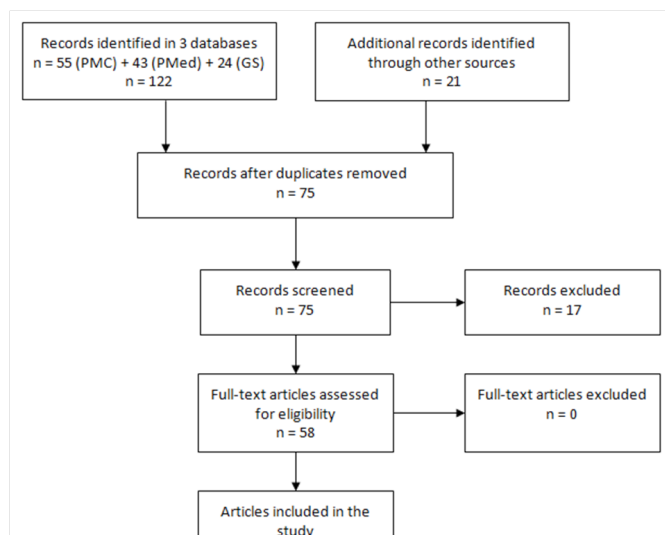 Records identified in 3 databases
n = 55 (PMC) + 43 (PMed) + 24 (GS)
n = 122
Additional records identified
through other sources
n = 21
Records after duplicates removed
n = 75
Records screened
n = 75
Records excluded
n = 17
Full-text articles assessed
for eligibility
n = 58
Full-text articles excluded
n = 0
Articles included in the
study